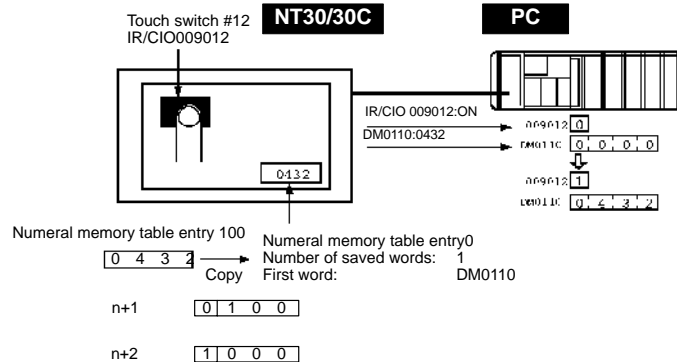 Touch switch #12
IR/CIO009012
NT30/30C
PC
IR/CIO 009012:ON
DM0110:0432
009012 0
DM0110 0 0 0 0
009012 1
DM0110 0 4 3 2
0432
Numeral memory table entry 100
0 4 3 2
Copy
Numeral memory table entry0
Number of saved words: 1
First word: DM0110
n+1 0 1 0 0
n+2 1 0 0 0